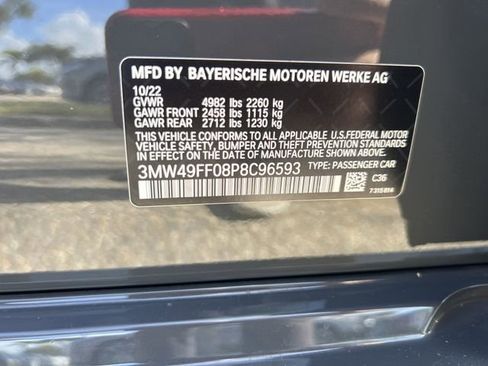 MFD BY BAYERISCHE MOTOREN WERKE AG
10/22
GVWR 4982 lbs 2260 kg
GAWR FRONT 2458 lbs 1115 kg
GAWR REAR 2712 lbs 1230 kg
THIS VEHICLE CONFORMS TO ALL APPLICABLE U.S.FEDERAL MOTOR
VEHICLE SAFETY, BUMPER, AND THEFT PREVENTION STANDARDS
IN EFFECT ON THE DATE OF MANUFACTURE SHOWN ABOVE.
3MW49FF08P8C96593 TYPE: PASSENGER CAR
C36
7315814